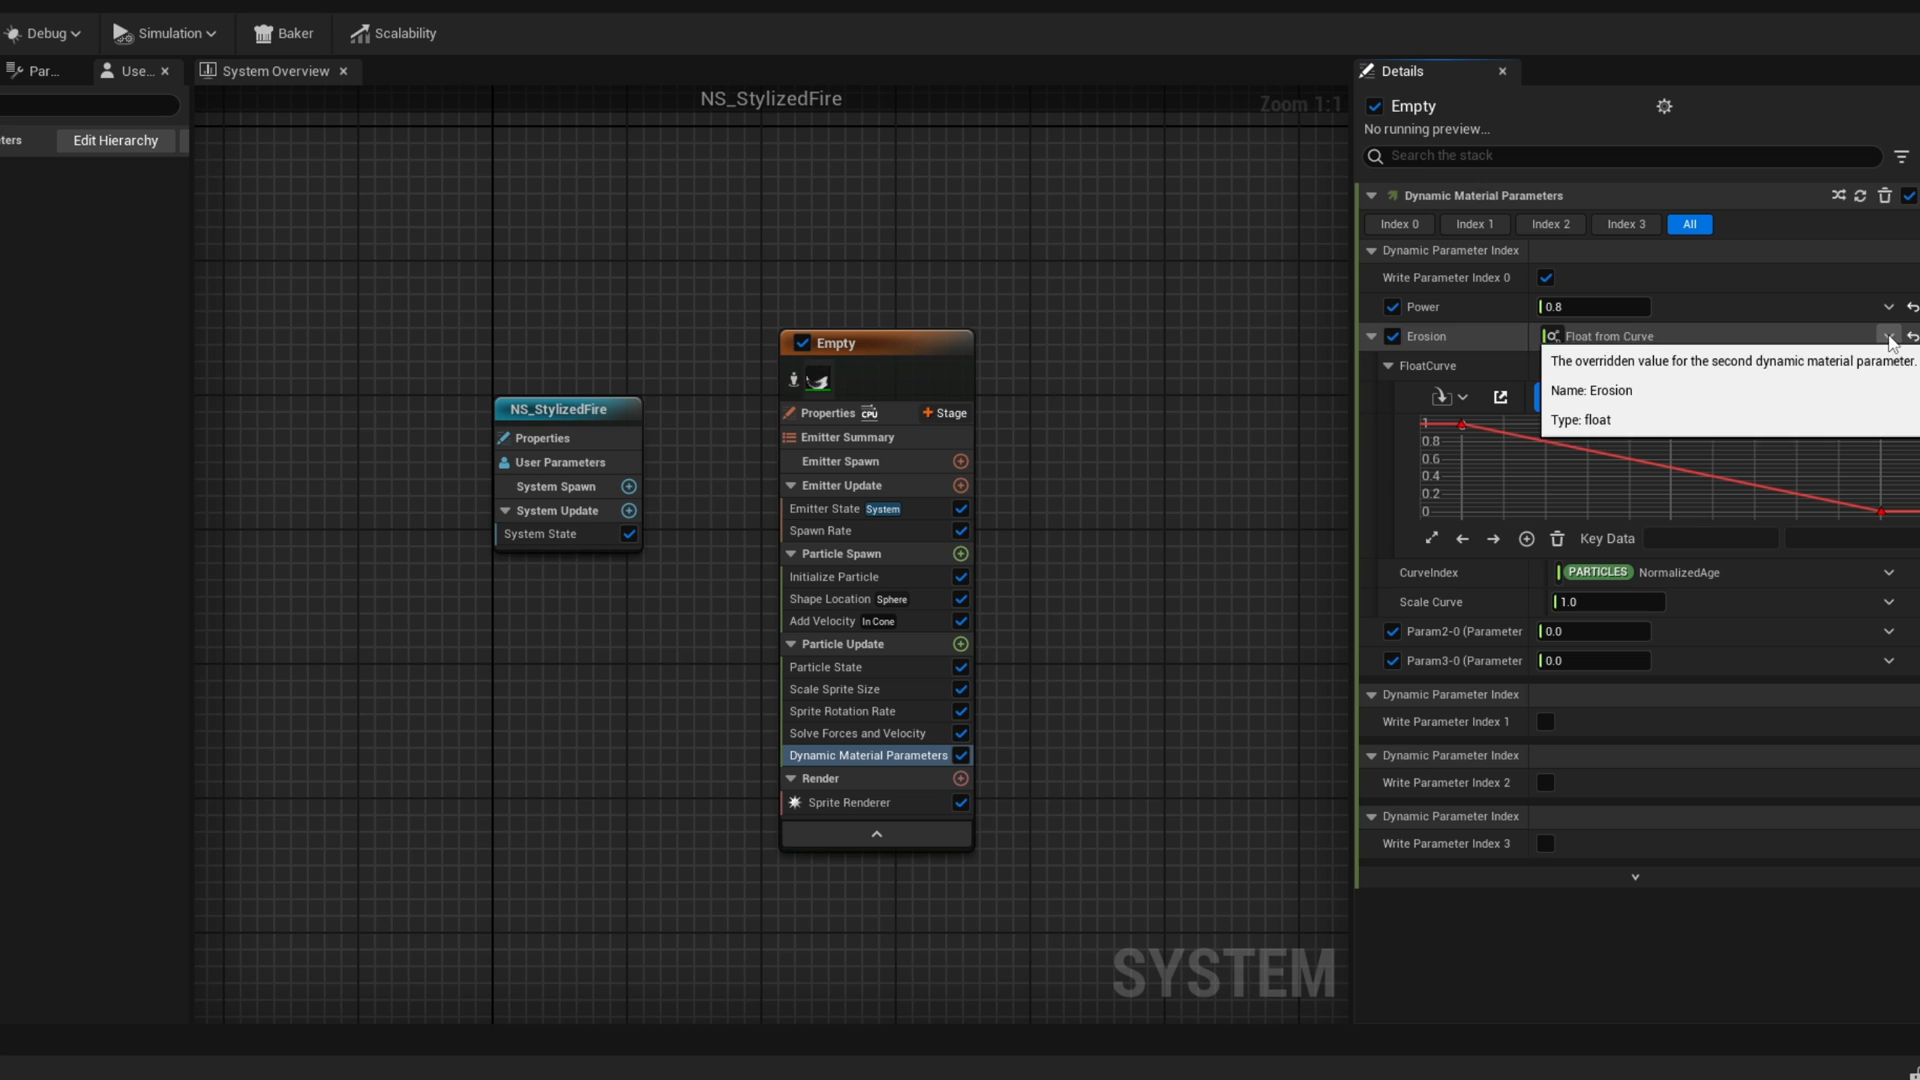 Debug
Simulation
Baker
Scalability
Par...
Use...
System Overview
Details
NS_StylizedFire
Zoom 1:1
Empty
No running preview...
ters
Edit Hierarchy
Search the stack
Dynamic Material Parameters
Index 0
Index 1
Index 2
Index 3
All
Dynamic Parameter Index
Write Parameter Index 0
Power
0.8
Erosion
Float from Curve
The overridden value for the second dynamic material parameter.
Name: Erosion
Type: float
FloatCurve
1
0.8
0.6
0.4
0.2
0
Key Data
CurveIndex
PARTICLES NormalizedAge
Scale Curve
1.0
Param2-0 (Parameter
0.0
Param3-0 (Parameter
0.0
Dynamic Parameter Index
Write Parameter Index 1
Dynamic Parameter Index
Write Parameter Index 2
Dynamic Parameter Index
Write Parameter Index 3
NS_StylizedFire
Properties
User Parameters
System Spawn
System Update
System State
Empty
Properties CPU
Stage
Emitter Summary
Emitter Spawn
Emitter Update
Emitter State System
Spawn Rate
Particle Spawn
Initialize Particle
Shape Location Sphere
Add Velocity In Cone
Particle Update
Particle State
Scale Sprite Size
Sprite Rotation Rate
Solve Forces and Velocity
Dynamic Material Parameters
Render
Sprite Renderer
SYSTEM